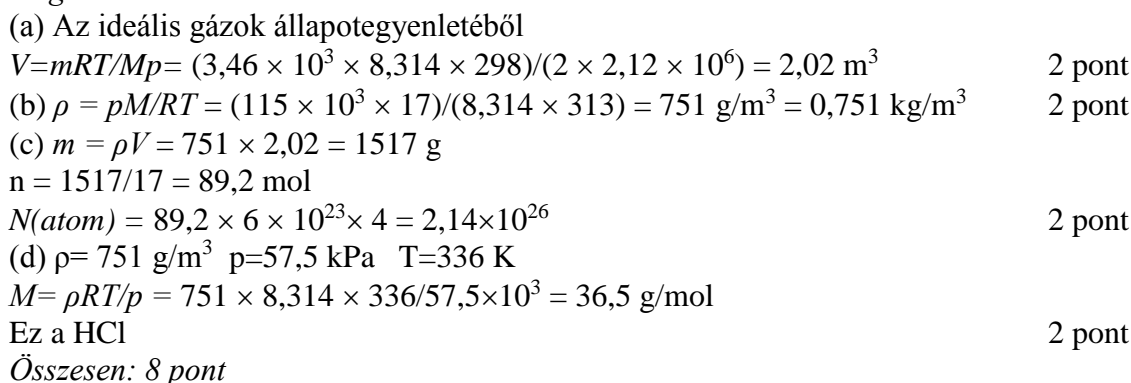 (a) Az ideális gázok állapotegyenletéből
V=mRT/Mp= (3,46 × 10³ × 8,314 × 298)/(2 × 2,12 × 10⁶) = 2,02 m³ 2 pont
(b) ρ = pM/RT = (115 × 10³ × 17)/(8,314 × 313) = 751 g/m³ = 0,751 kg/m³ 2 pont
(c) m = ρV = 751 × 2,02 = 1517 g
n = 1517/17 = 89,2 mol
N(atom) = 89,2 × 6 × 10²³× 4 = 2,14×10²⁶ 2 pont
(d) ρ= 751 g/m³ p=57,5 kPa T=336 K
M= ρRT/p = 751 × 8,314 × 336/57,5×10³ = 36,5 g/mol
Ez a HCl 2 pont
Összesen: 8 pont